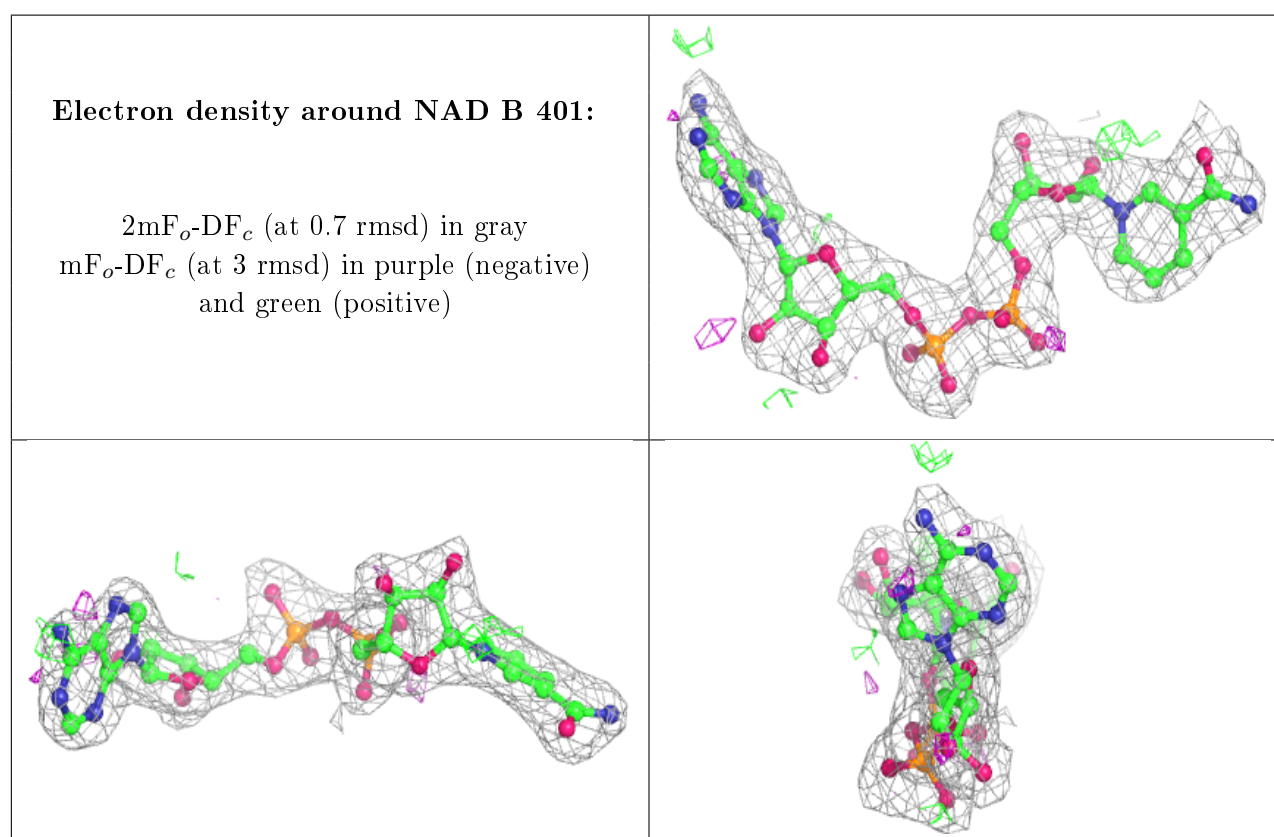 Electron density around NAD B 401:
2mFo-DFc (at 0.7 rmsd) in gray
mFo-DFc (at 3 rmsd) in purple (negative)
and green (positive)